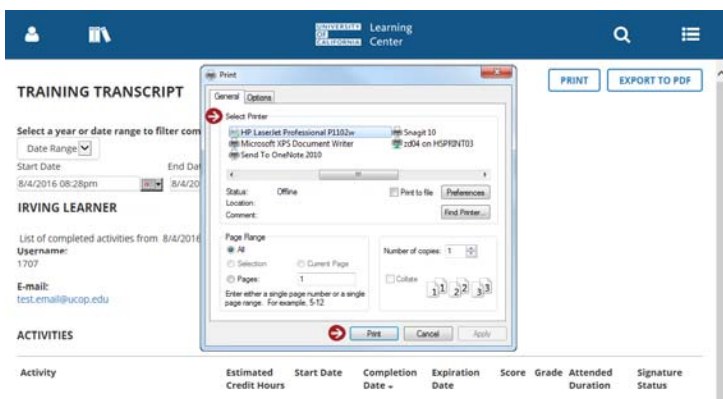 UNIVERSITY OF CALIFORNIA Learning Center
PRINT
EXPORT TO PDF
TRAINING TRANSCRIPT
Select a year or date range to filter com
Date Range
Start Date End Da
8/4/2016 08:28pm 8/4/20
IRVING LEARNER
List of completed activities from 8/4/2016
Username:
1707
E-mail:
test.email@ucop.edu
ACTIVITIES
Activity Estimated Credit Hours Start Date Completion Date Expiration Date Score Grade Attended Duration Signature Status
Print
General Options
Select Printer
HP LaserJet Professional P1102w Snagit 10
Microsoft XPS Document Writer zd04 on HSPRINT03
Send To OneNote 2010
Status: Offline Print to file Preferences
Location:
Comment: Find Printer...
Page Range
All Number of copies: 1
Selection Current Page
Pages: 1 Collate
Enter either a single page number or a single
page range. For example, 5-12
11 22 33
Print Cancel Apply